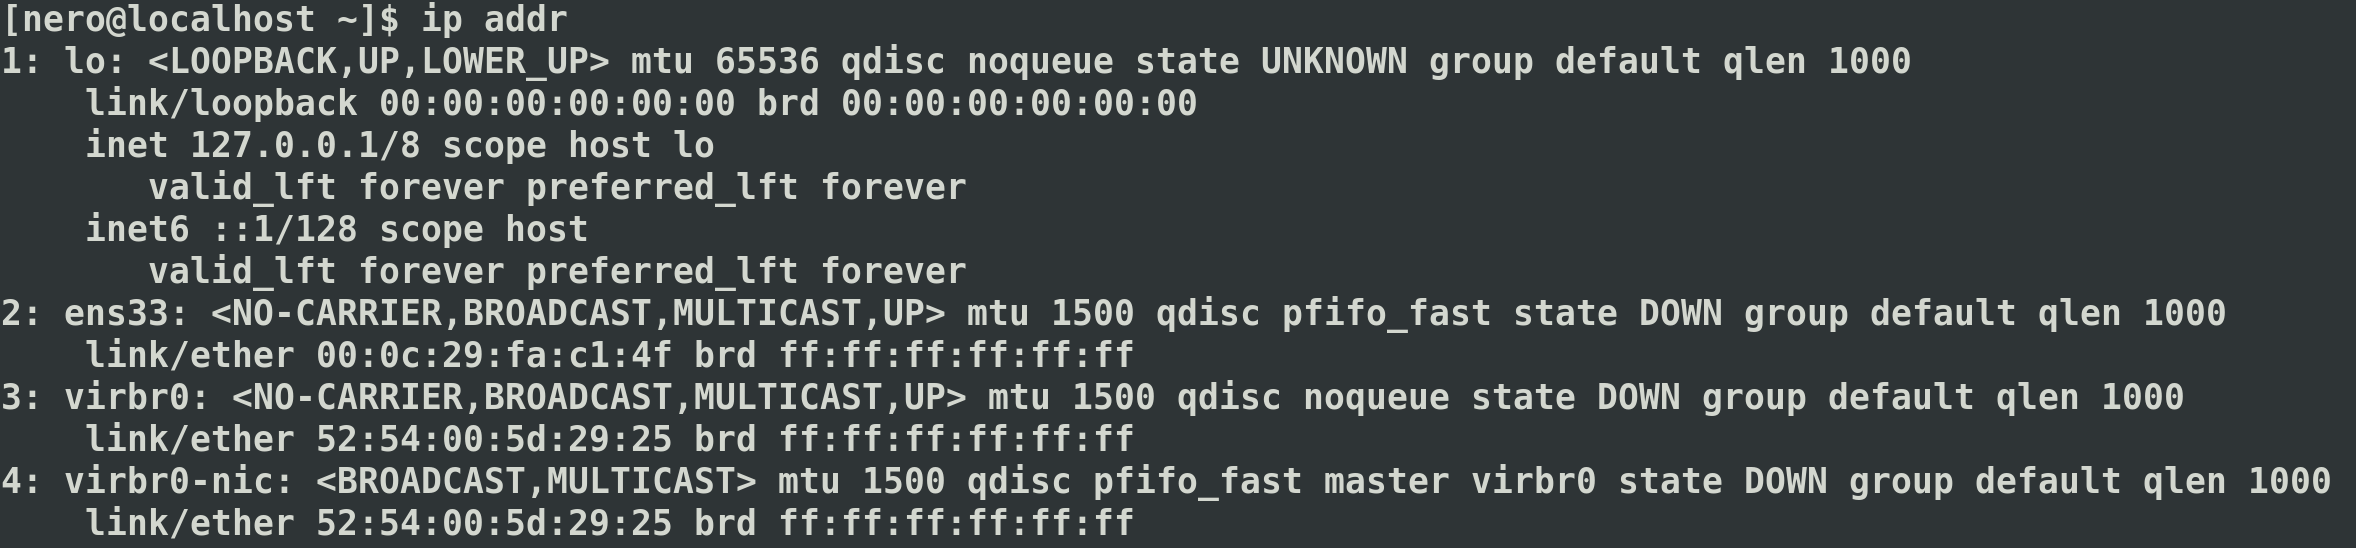 [nero@localhost ~]$ ip addr
1: lo: <LOOPBACK,UP,LOWER_UP> mtu 65536 qdisc noqueue state UNKNOWN group default qlen 1000
    link/loopback 00:00:00:00:00:00 brd 00:00:00:00:00:00
    inet 127.0.0.1/8 scope host lo
       valid_lft forever preferred_lft forever
    inet6 ::1/128 scope host
       valid_lft forever preferred_lft forever
2: ens33: <NO-CARRIER,BROADCAST,MULTICAST,UP> mtu 1500 qdisc pfifo_fast state DOWN group default qlen 1000
    link/ether 00:0c:29:fa:c1:4f brd ff:ff:ff:ff:ff:ff
3: virbr0: <NO-CARRIER,BROADCAST,MULTICAST,UP> mtu 1500 qdisc noqueue state DOWN group default qlen 1000
    link/ether 52:54:00:5d:29:25 brd ff:ff:ff:ff:ff:ff
4: virbr0-nic: <BROADCAST,MULTICAST> mtu 1500 qdisc pfifo_fast master virbr0 state DOWN group default qlen 1000
    link/ether 52:54:00:5d:29:25 brd ff:ff:ff:ff:ff:ff